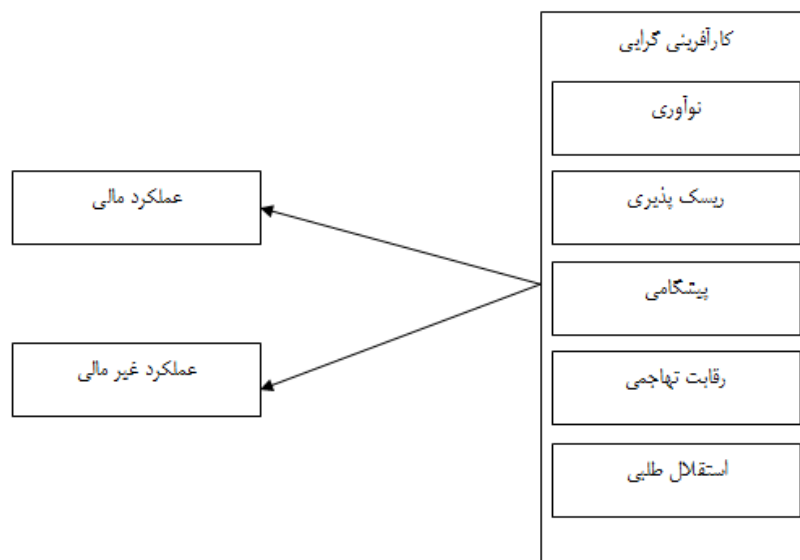 کارآفرینی گرایی
نوآوری
ریسک پذیری
پیشگامی
رقابت تهاجمی
استقلال طلبی
عملکرد مالی
عملکرد غیر مالی